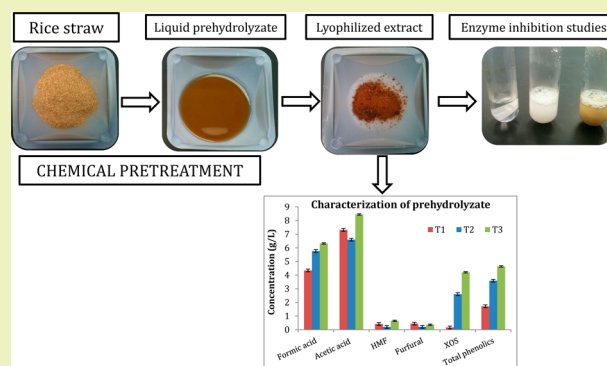 Rice straw
Liquid prehydrolyzate
Lyophilized extract
Enzyme inhibition studies
CHEMICAL PRETREATMENT
Characterization of prehydrolyzate
T1 T2 T3
Concentration (g/L)
9
8
7
6
5
4
3
2
1
0
Formic acid
Acetic acid
HMF
Furfural
XOS
Total phenolics